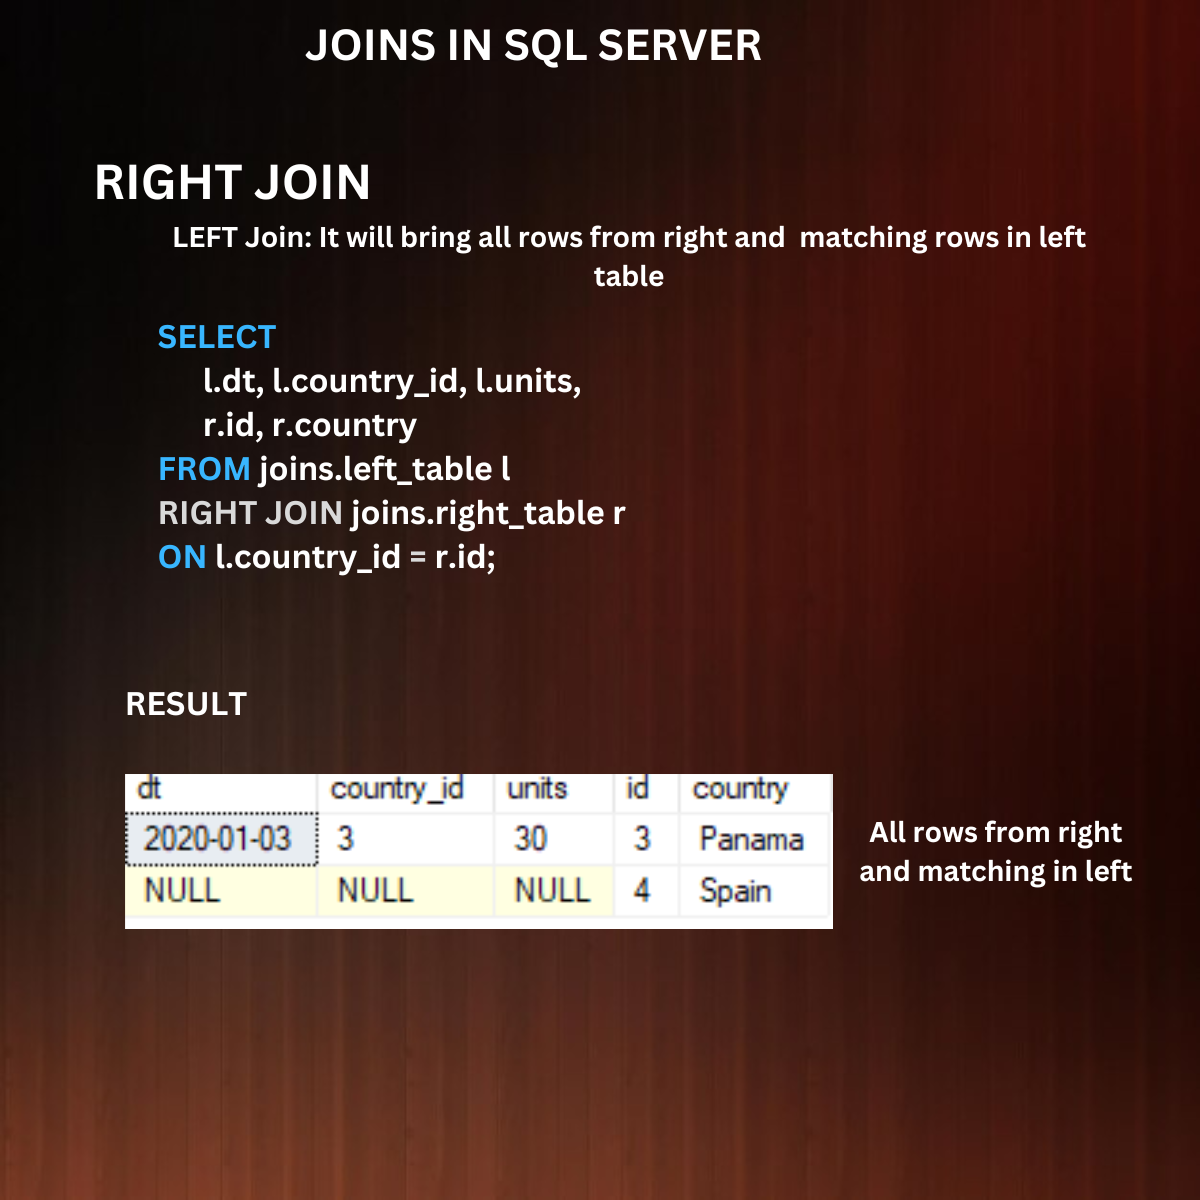 JOINS IN SQL SERVER
RIGHT JOIN
LEFT Join: It will bring all rows from right and  matching rows in left
table
SELECT
l.dt, l.country_id, l.units,
r.id, r.country
FROM joins.left_table l
RIGHT JOIN joins.right_table r
ON l.country_id = r.id;
RESULT
dt country_id units id country
2020-01-03 3 30 3 Panama
NULL NULL NULL 4 Spain
All rows from right
and matching in left